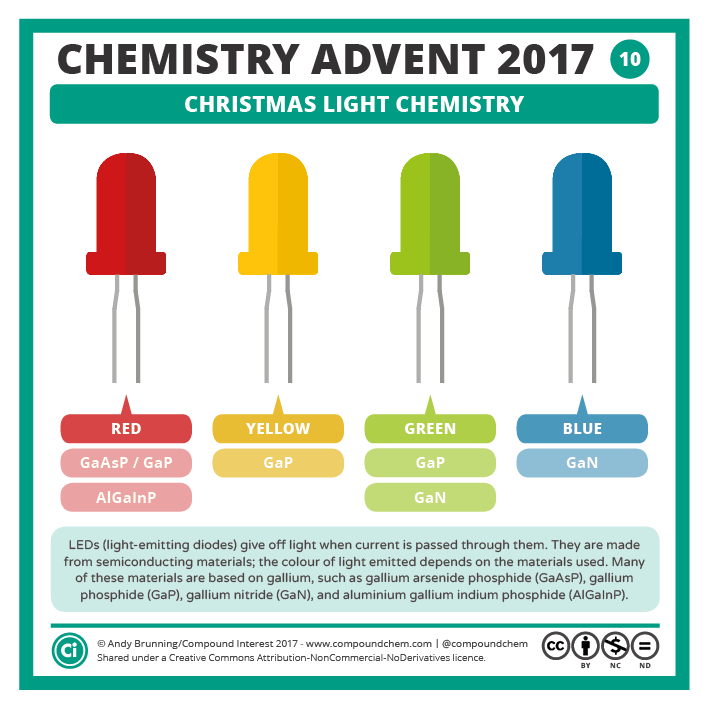 CHEMISTRY ADVENT 2017 10
CHRISTMAS LIGHT CHEMISTRY
RED
GaAsP / GaP
AlGaInP
YELLOW
GaP
GREEN
GaP
GaN
BLUE
GaN
LEDs (light-emitting diodes) give off light when current is passed through them. They are made
from semiconducting materials; the colour of light emitted depends on the materials used. Many
of these materials are based on gallium, such as gallium arsenide phosphide (GaAsP), gallium
phosphide (GaP), gallium nitride (GaN), and aluminium gallium indium phosphide (AlGaInP).
Ci
© Andy Brunning/Compound Interest 2017 - www.compoundchem.com | @compoundchem
Shared under a Creative Commons Attribution-NonCommercial-NoDerivatives licence.
cc
BY NC ND